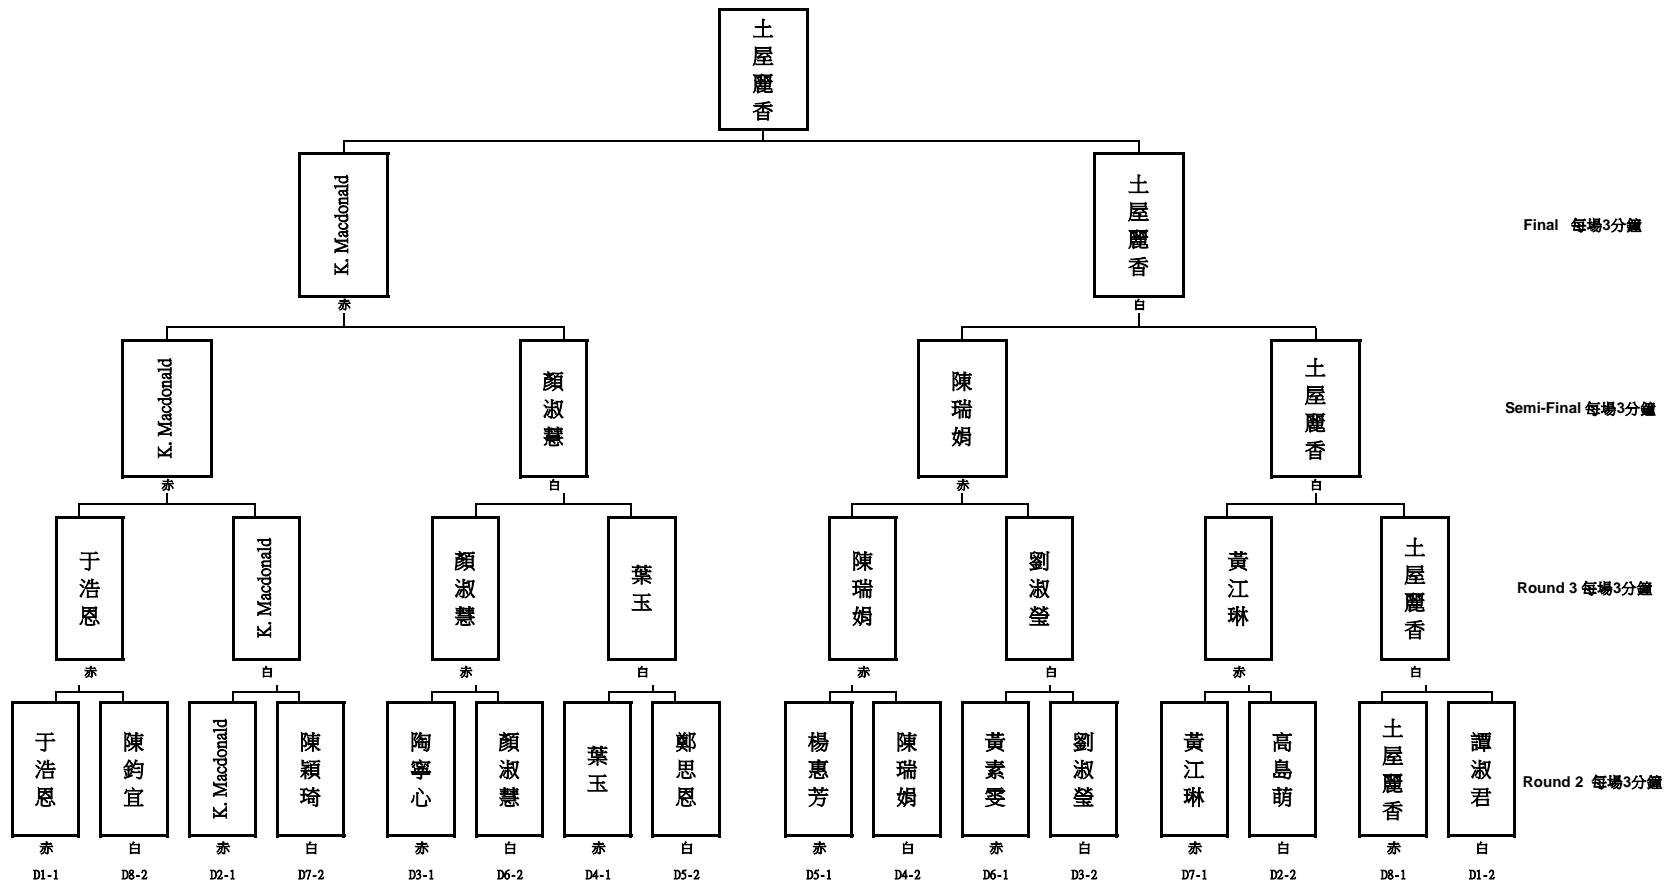 土屋麗香
K. Macdonald
土屋麗香
Final 每場3分鐘
赤
白
K. Macdonald
顏淑慧
陳瑞娟
土屋麗香
Semi-Final 每場3分鐘
赤
白
赤
白
于浩恩
K. Macdonald
顏淑慧
葉玉
陳瑞娟
劉淑瑩
黃江琳
土屋麗香
Round 3 每場3分鐘
赤
白
赤
白
赤
白
赤
白
于浩恩
陳鈞宜
K. Macdonald
陳穎琦
陶寧心
顏淑慧
葉玉
鄭思恩
楊惠芳
陳瑞娟
黃素雯
劉淑瑩
黃江琳
高島萌
土屋麗香
譚淑君
Round 2 每場3分鐘
赤
白
赤
白
赤
白
赤
白
赤
白
赤
白
赤
白
赤
白
D1-1
D8-2
D2-1
D7-2
D3-1
D6-2
D4-1
D5-2
D5-1
D4-2
D6-1
D3-2
D7-1
D2-2
D8-1
D1-2